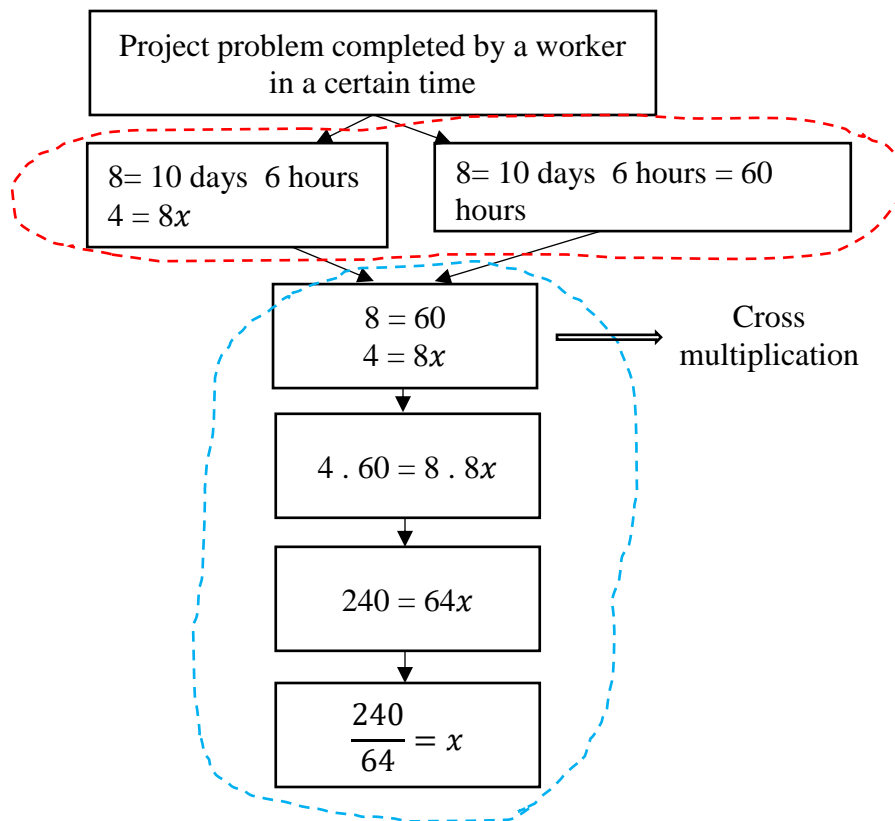 Project problem completed by a worker
in a certain time
8= 10 days  6 hours
4 = 8𝑥
8= 10 days  6 hours = 60
hours
8 = 60
4 = 8𝑥
Cross
multiplication
4 . 60 = 8 . 8𝑥
240 = 64𝑥
240
64
= 𝑥